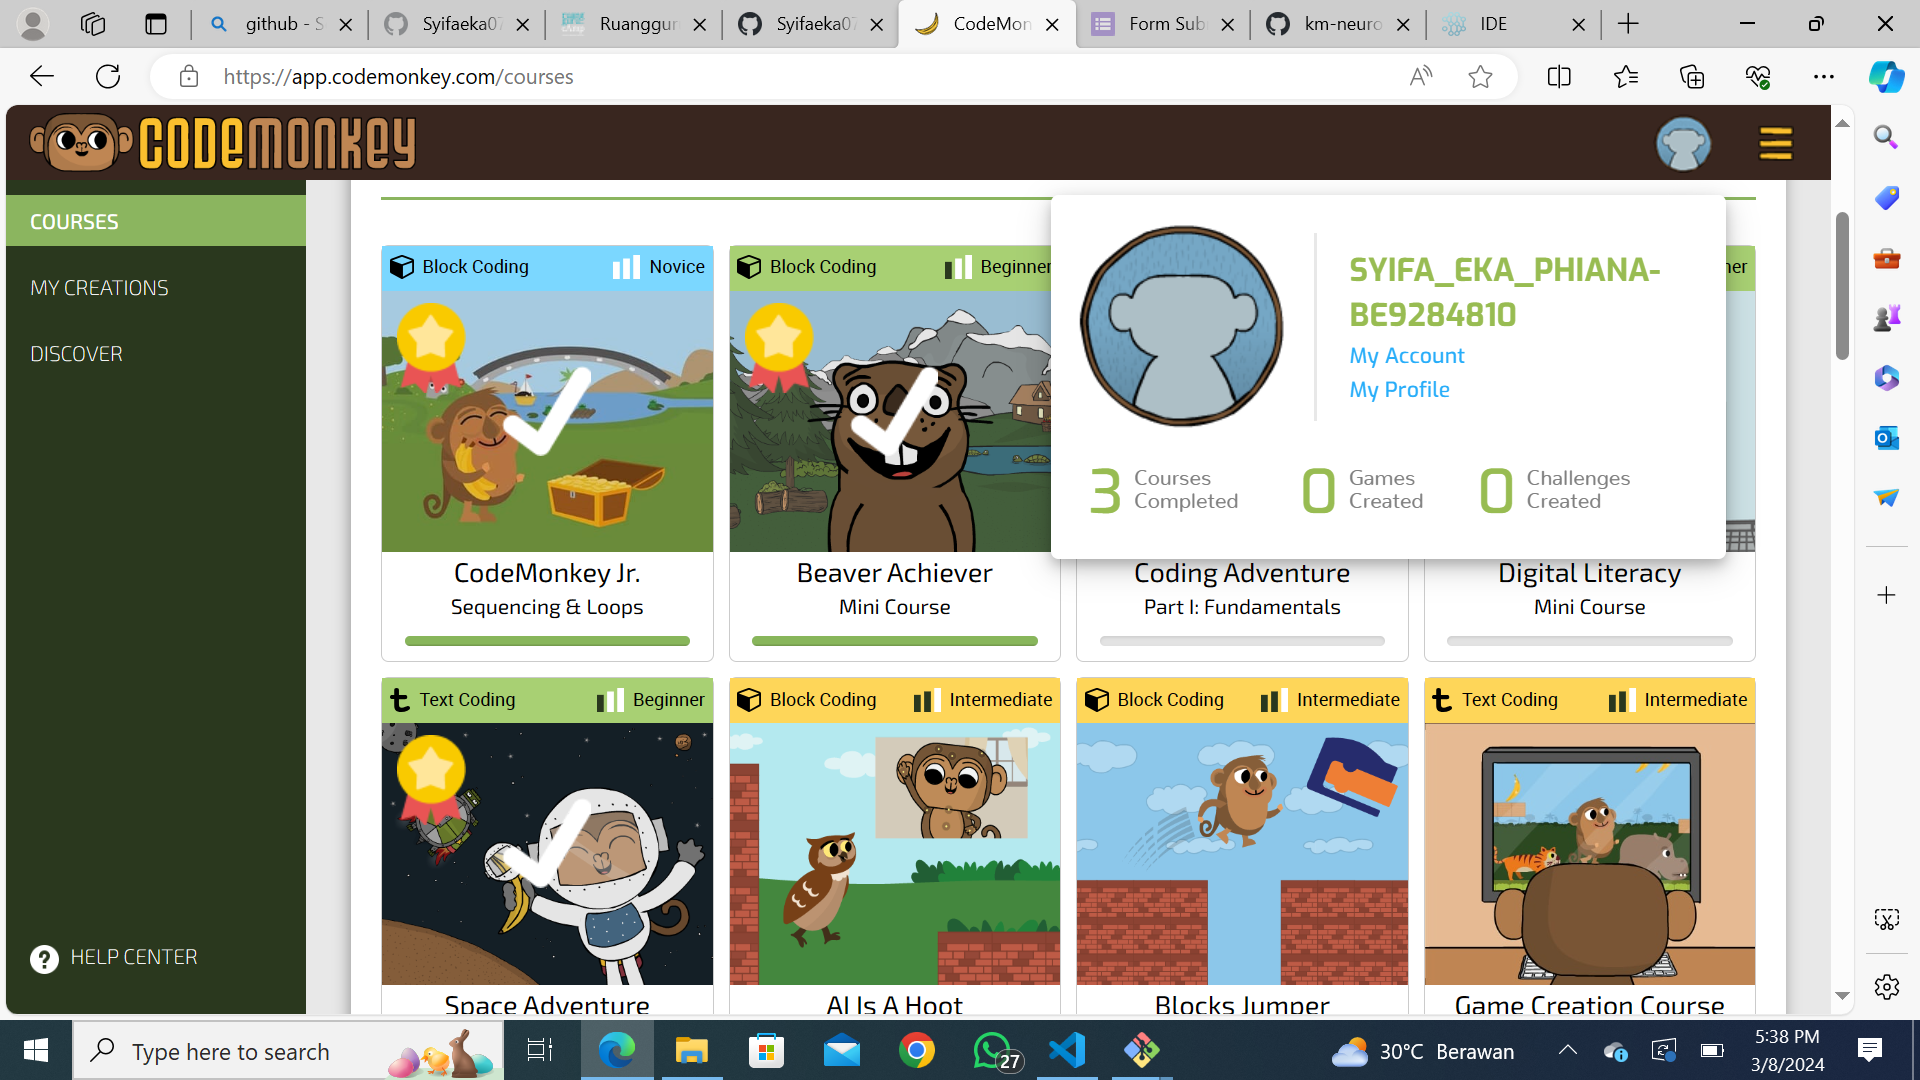 github - S
Syifaeka07
Ruanggur
Syifaeka07
CodeMon
Form Sub
km-neuro
IDE
https://app.codemonkey.com/courses
CODEMONKEY
COURSES
MY CREATIONS
DISCOVER
HELP CENTER
SYIFA_EKA_PHIANA-
BE9284810
My Account
My Profile
3 Courses Completed
0 Games Created
0 Challenges Created
Block Coding Novice
Block Coding Beginner
ner
CodeMonkey Jr.
Sequencing & Loops
Beaver Achiever
Mini Course
Coding Adventure
Part I: Fundamentals
Digital Literacy
Mini Course
Text Coding Beginner
Block Coding Intermediate
Block Coding Intermediate
Text Coding Intermediate
Space Adventure
AI Is A Hoot
Blocks Jumper
Game Creation Course
Type here to search
27
30°C Berawan
5:38 PM
3/8/2024